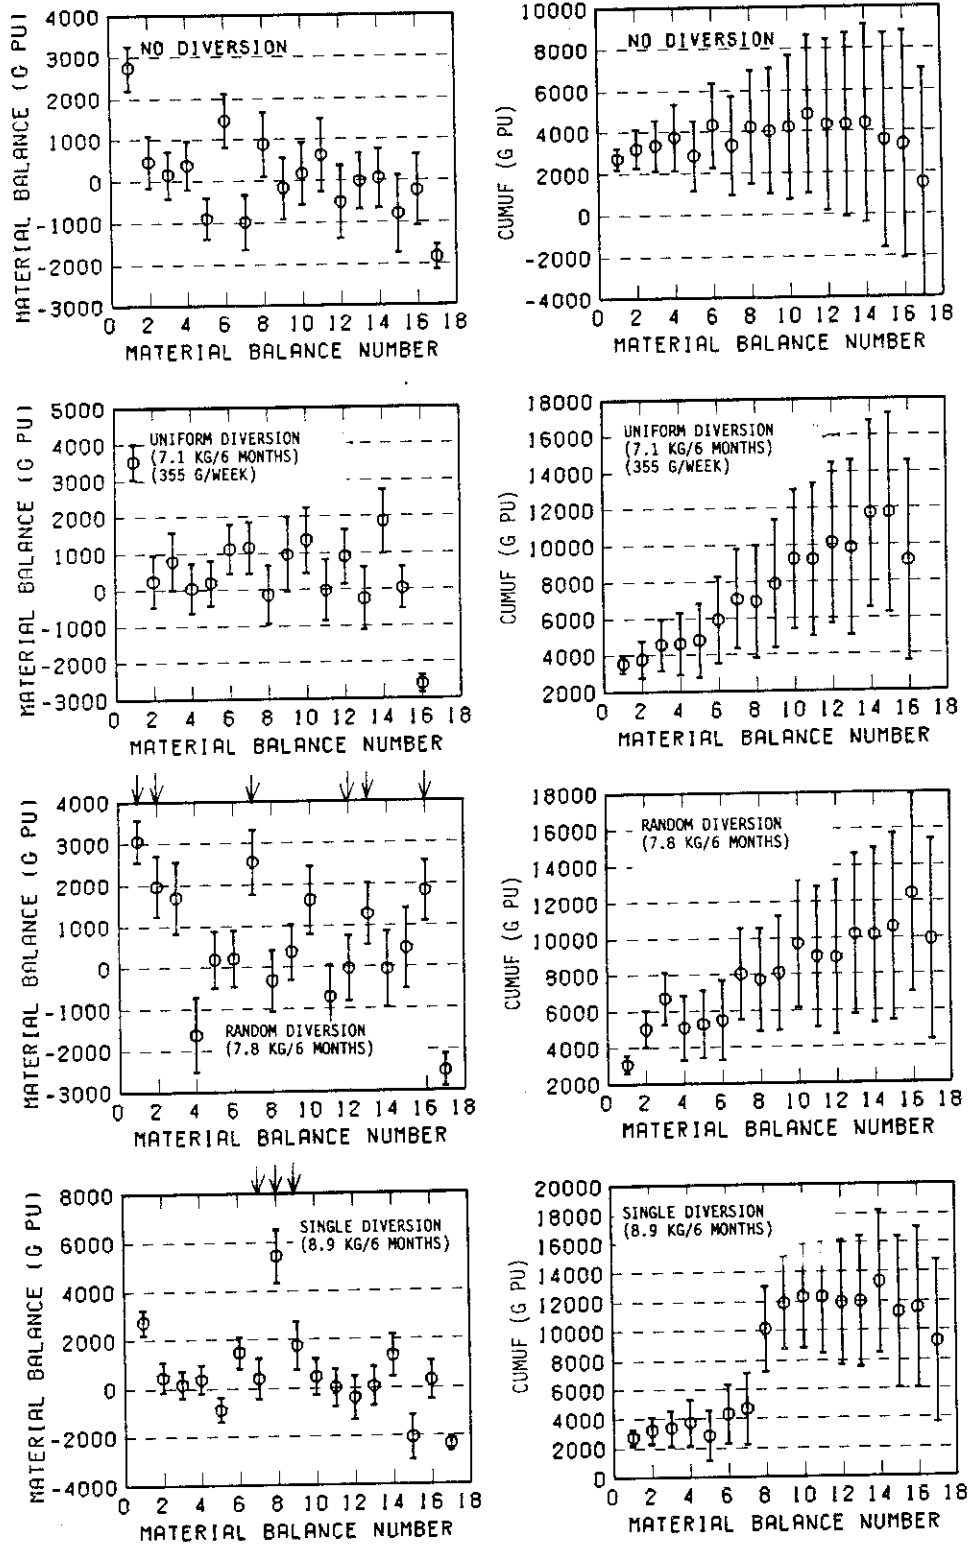 MATERIAL BALANCE (G PU)
4000
3000
2000
1000
0
-1000
-2000
-3000
NO DIVERSION
0 2 4 6 8 10 12 14 16 18
MATERIAL BALANCE NUMBER
CUMUF (G PU)
10000
8000
6000
4000
2000
0
-2000
-4000
NO DIVERSION
0 2 4 6 8 10 12 14 16 18
MATERIAL BALANCE NUMBER
MATERIAL BALANCE (G PU)
5000
4000
3000
2000
1000
0
-1000
-2000
-3000
UNIFORM DIVERSION
(7.1 KG/6 MONTHS)
(355 G/WEEK)
0 2 4 6 8 10 12 14 16 18
MATERIAL BALANCE NUMBER
CUMUF (G PU)
18000
16000
14000
12000
10000
8000
6000
4000
2000
UNIFORM DIVERSION
(7.1 KG/6 MONTHS)
(355 G/WEEK)
0 2 4 6 8 10 12 14 16 18
MATERIAL BALANCE NUMBER
MATERIAL BALANCE (G PU)
4000
3000
2000
1000
0
-1000
-2000
-3000
RANDOM DIVERSION
(7.8 KG/6 MONTHS)
0 2 4 6 8 10 12 14 16 18
MATERIAL BALANCE NUMBER
CUMUF (G PU)
18000
16000
14000
12000
10000
8000
6000
4000
2000
RANDOM DIVERSION
(7.8 KG/6 MONTHS)
0 2 4 6 8 10 12 14 16 18
MATERIAL BALANCE NUMBER
MATERIAL BALANCE (G PU)
8000
6000
4000
2000
0
-2000
-4000
SINGLE DIVERSION
(8.9 KG/6 MONTHS)
0 2 4 6 8 10 12 14 16 18
MATERIAL BALANCE NUMBER
CUMUF (G PU)
20000
18000
16000
14000
12000
10000
8000
6000
4000
2000
0
SINGLE DIVERSION
(8.9 KG/6 MONTHS)
0 2 4 6 8 10 12 14 16 18
MATERIAL BALANCE NUMBER